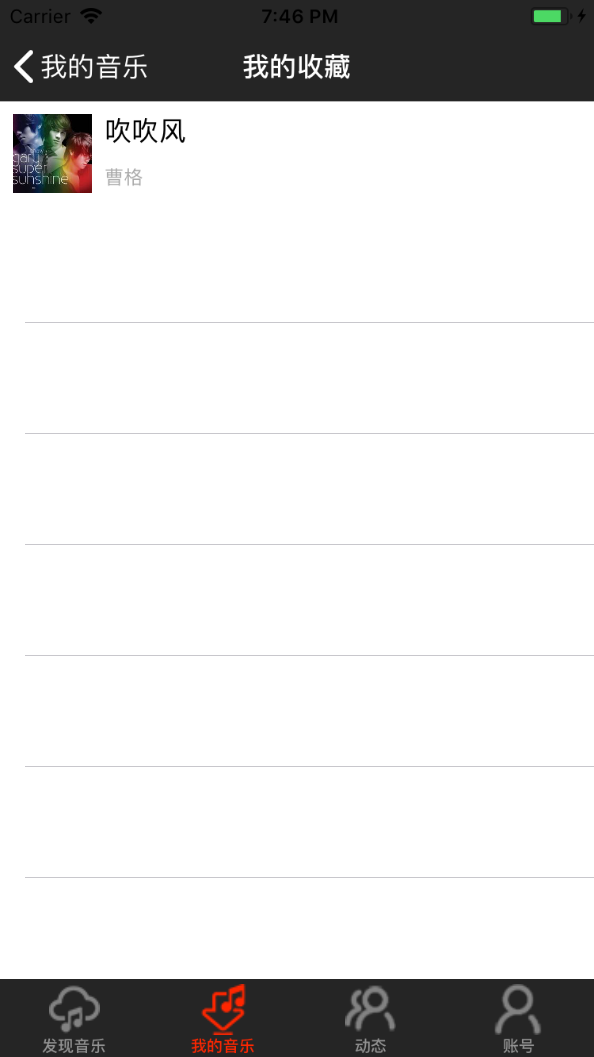 Carrier 7:46 PM
我的音乐 我的收藏
吹吹风
gary
super
sunshine
曹格
发现音乐 我的音乐 动态 账号